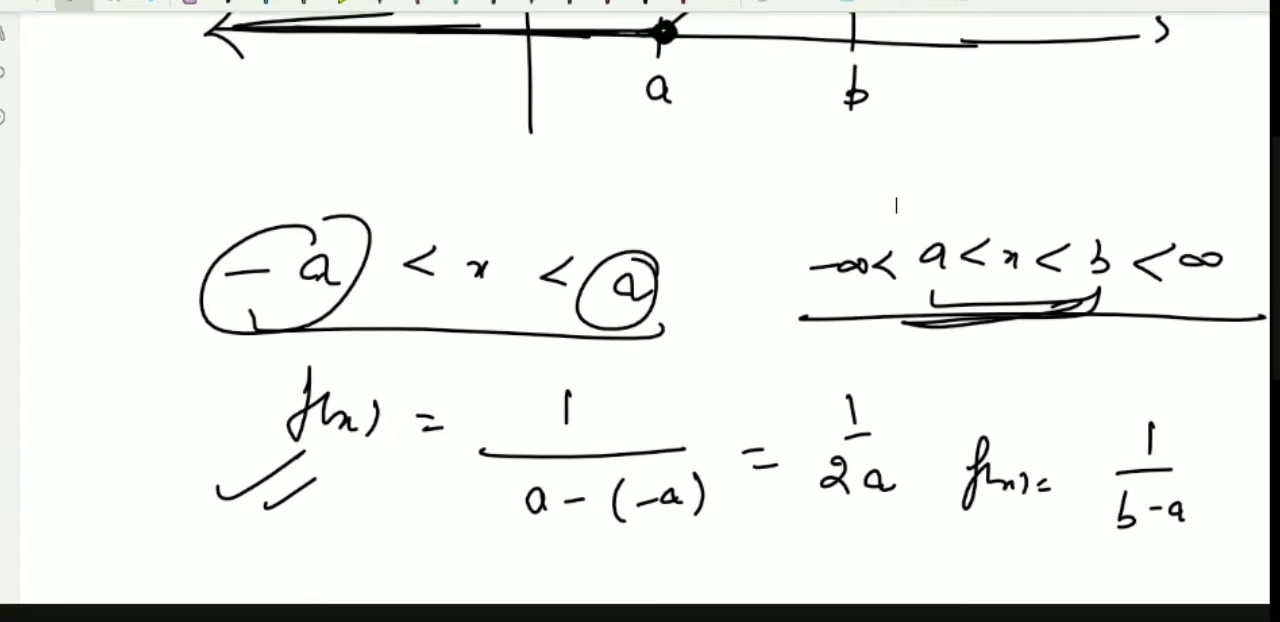 a b
-a < x < a -∞ < a < x < b < ∞
f(x) = 1/(a-(-a)) = 1/2a f(x) = 1/(b-a)